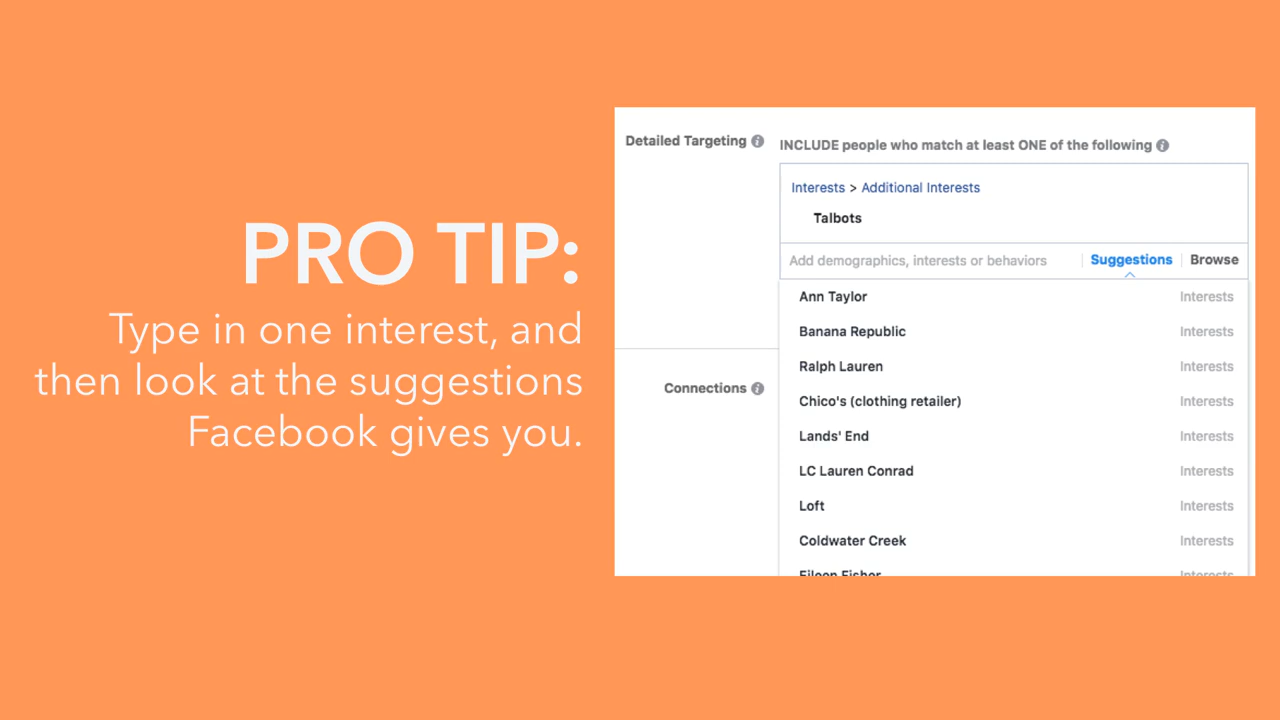 PRO TIP:
Type in one interest, and
then look at the suggestions
Facebook gives you.
Detailed Targeting
INCLUDE people who match at least ONE of the following
Interests > Additional Interests
Talbots
Add demographics, interests or behaviors
Suggestions
Browse
Ann Taylor Interests
Banana Republic Interests
Ralph Lauren Interests
Chico's (clothing retailer) Interests
Lands' End Interests
LC Lauren Conrad Interests
Loft Interests
Coldwater Creek Interests
Eileen Fisher Interests
Connections